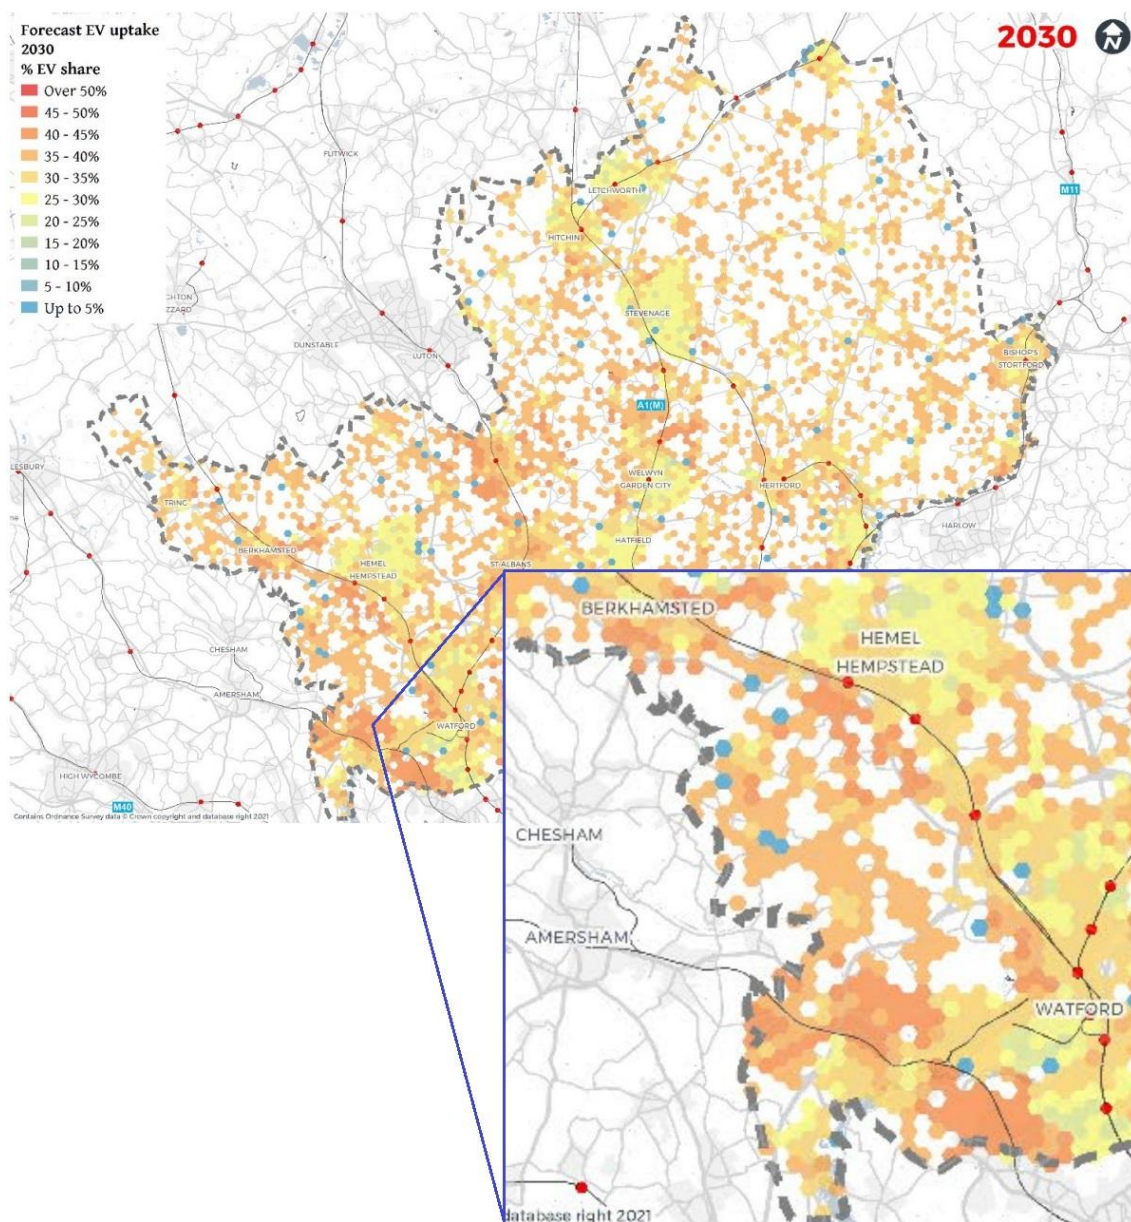 Forecast EV uptake
2030
% EV share
Over 50%
45 - 50%
40 - 45%
35 - 40%
30 - 35%
25 - 30%
20 - 25%
15 - 20%
10 - 15%
5 - 10%
Up to 5%
2030
N
FLITWICK
M11
LETCHWORTH
HITCHIN
GHTON
ZZARD
STEVENAGE
DUNSTABLE
LUTON
BISHOP'S
STORTFORD
A1(M)
LESBURY
WELWYN
GARDEN CITY
HERTFORD
TRING
HARLOW
HATFIELD
BERKHAMSTED
HEMEL
HEMPSTEAD
ST ALBANS
CHESHAM
AMERSHAM
WATFORD
HIGH WYCOMBE
M40
Contains Ordnance Survey data © Crown copyright and database right 2021
BERKHAMSTED
HEMEL
HEMPSTEAD
CHESHAM
AMERSHAM
WATFORD
database right 2021